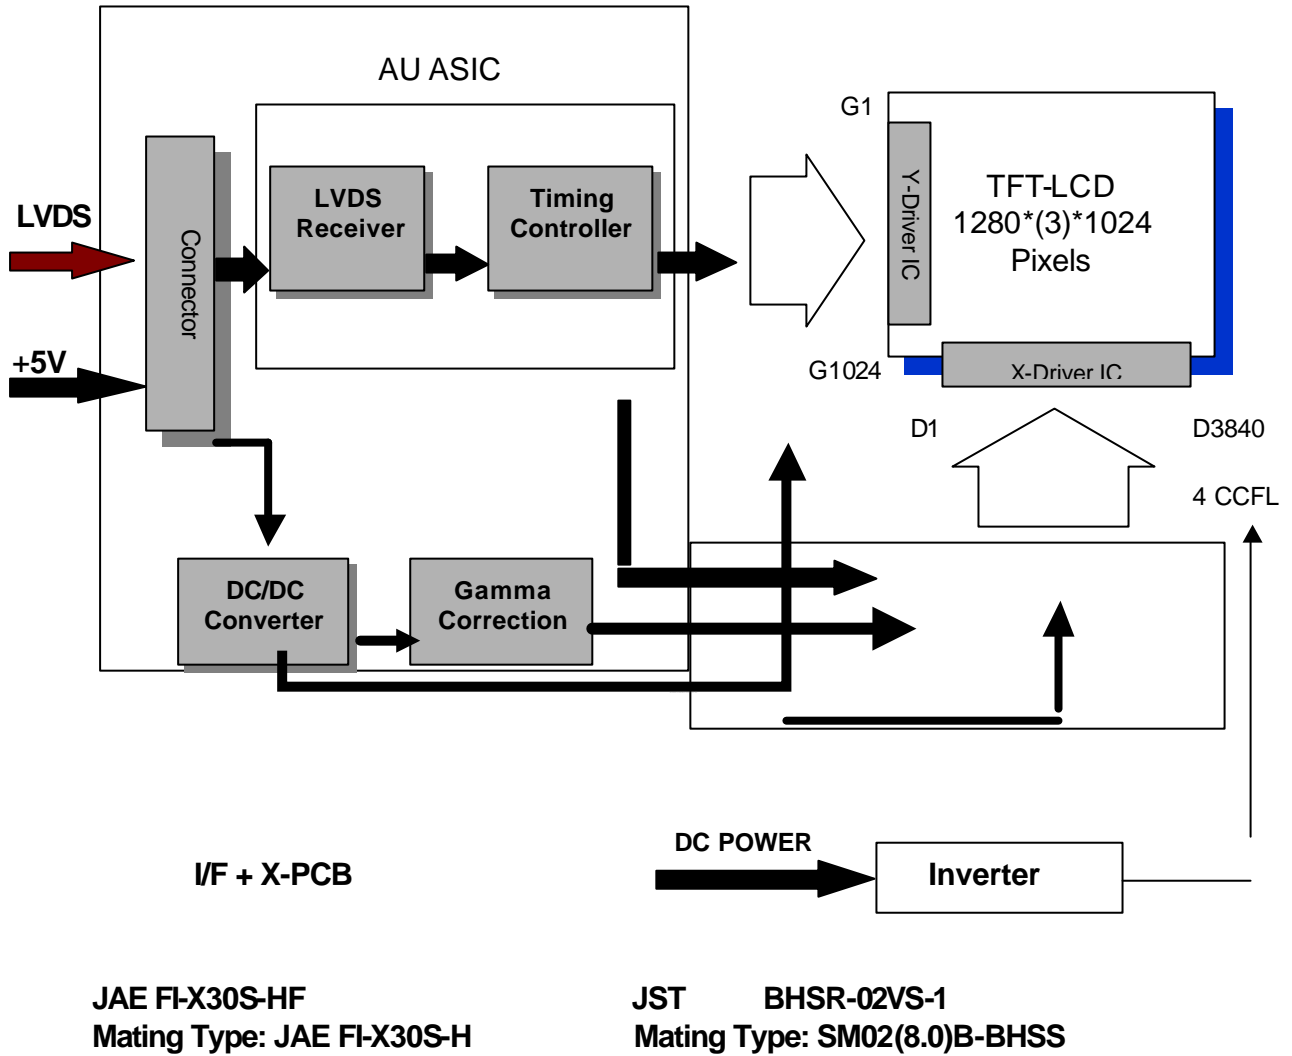 AU ASIC
G1
LVDS
Receiver
Timing
Controller
Y-Driver IC
TFT-LCD
1280*(3)*1024
Pixels
LVDS
Connector
+5V
G1024
X-Driver IC
D1
D3840
4 CCFL
DC/DC
Converter
Gamma
Correction
DC POWER
I/F + X-PCB
Inverter
JAE FI-X30S-HF
Mating Type: JAE FI-X30S-H
JST BHSR-02VS-1
Mating Type: SM02(8.0)B-BHSS